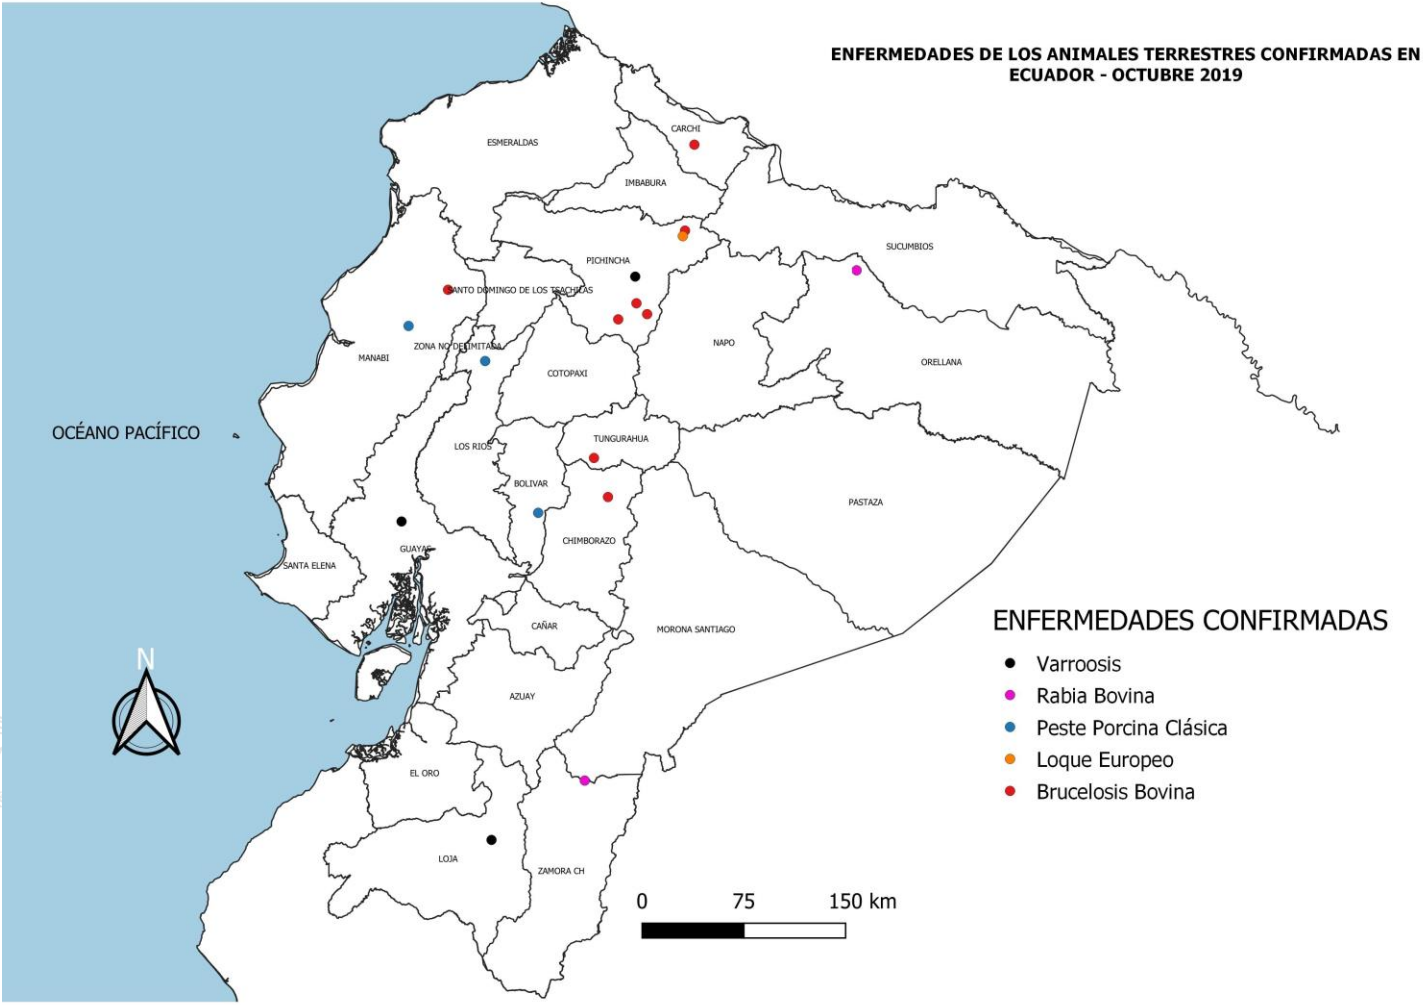 ENFERMEDADES DE LOS ANIMALES TERRESTRES CONFIRMADAS EN
ECUADOR - OCTUBRE 2019
CARCHI
ESMERALDAS
IMBABURA
SUCUMBIOS
PICHINCHA
SANTO DOMINGO DE LOS TSACHILAS
NAPO
ZONA NO DELIMITADA
MANABI
ORELLANA
COTOPAXI
OCÉANO PACÍFICO
TUNGURAHUA
LOS RIOS
BOLIVAR
PASTAZA
CHIMBORAZO
GUAYAS
SANTA ELENA
CAÑAR
MORONA SANTIAGO
AZUAY
EL ORO
LOJA
ZAMORA CH
N
ENFERMEDADES CONFIRMADAS
Varroosis
Rabia Bovina
Peste Porcina Clásica
Loque Europeo
Brucelosis Bovina
0 75 150 km